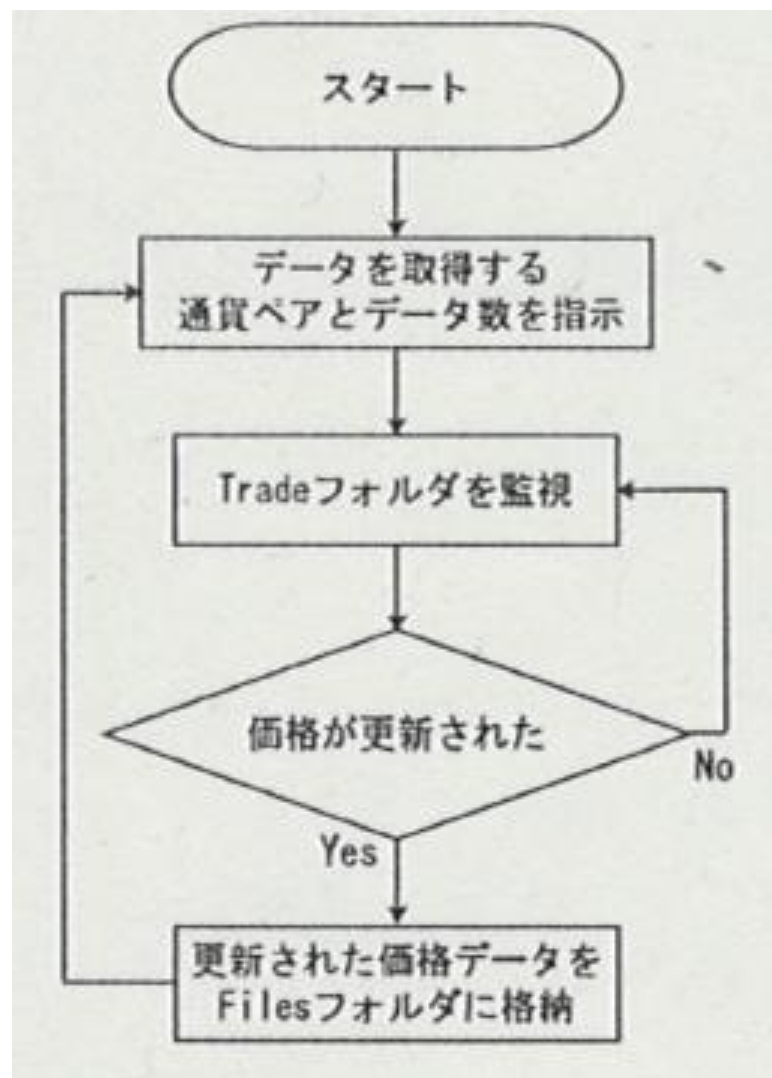 スタート
データを取得する
通貨ペアとデータ数を指示
Tradeフォルダを監視
価格が更新された
No
Yes
更新された価格データを
Filesフォルダに格納